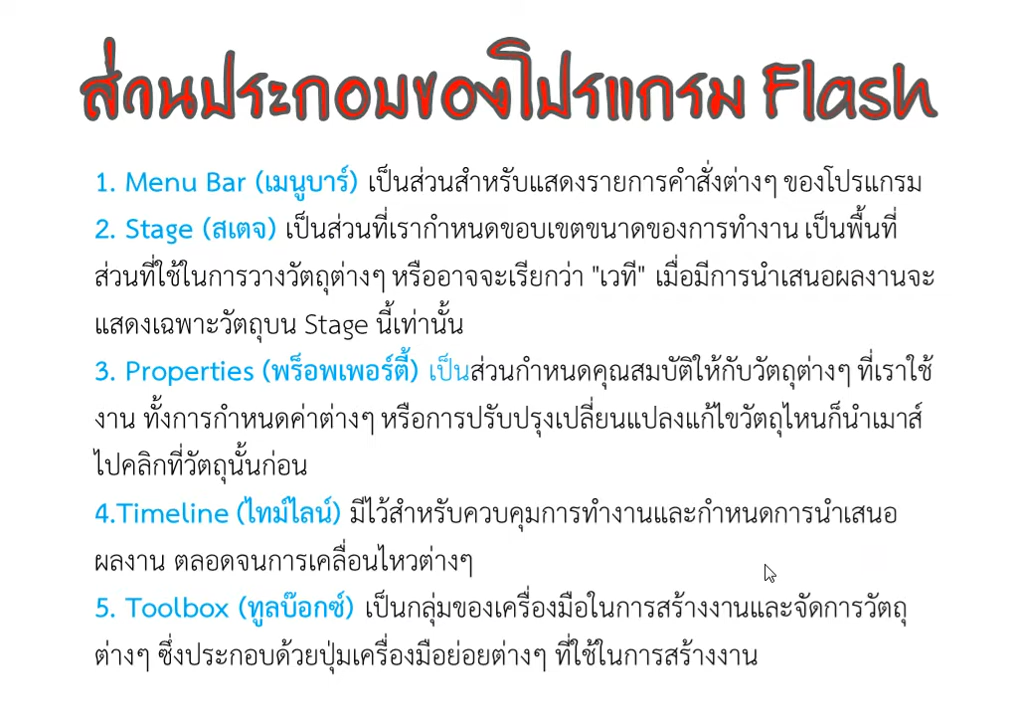 ส่วนประกอบของโปรแกรม Flash
1. Menu Bar (เมนูบาร์) เป็นส่วนสำหรับแสดงรายการคำสั่งต่างๆ ของโปรแกรม
2. Stage (สเตจ) เป็นส่วนที่เรากำหนดขอบเขตขนาดของการทำงาน เป็นพื้นที่
ส่วนที่ใช้ในการวางวัตถุต่างๆ หรืออาจจะเรียกว่า "เวที" เมื่อมีการนำเสนอผลงานจะ
แสดงเฉพาะวัตถุบน Stage นี้เท่านั้น
3. Properties (พร็อพเพอร์ตี้) เป็นส่วนกำหนดคุณสมบัติให้กับวัตถุต่างๆ ที่เราใช้
งาน ทั้งการกำหนดค่าต่างๆ หรือการปรับปรุงเปลี่ยนแปลงแก้ไขวัตถุไหนก็นำเมาส์
ไปคลิกที่วัตถุนั้นก่อน
4.Timeline (ไทม์ไลน์) มีไว้สำหรับควบคุมการทำงานและกำหนดการนำเสนอ
ผลงาน ตลอดจนการเคลื่อนไหวต่างๆ
5. Toolbox (ทูลบ๊อกซ์) เป็นกลุ่มของเครื่องมือในการสร้างงานและจัดการวัตถุ
ต่างๆ ซึ่งประกอบด้วยปุ่มเครื่องมือย่อยต่างๆ ที่ใช้ในการสร้างงาน